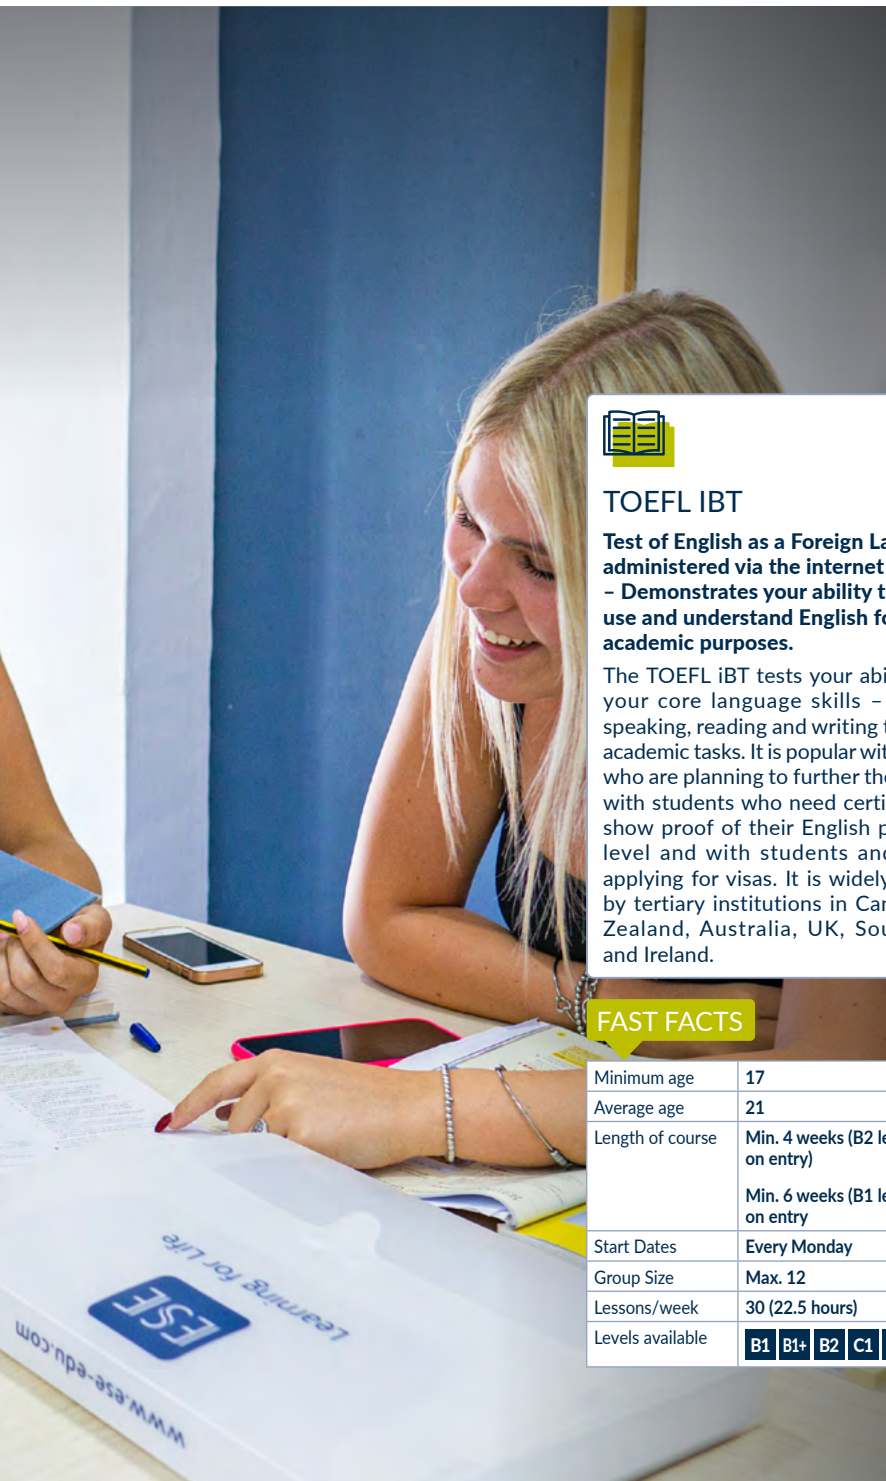 TOEFL IBT
Test of English as a Foreign La
administered via the internet
– Demonstrates your ability t
use and understand English fo
academic purposes.
The TOEFL iBT tests your abi
your core language skills –
speaking, reading and writing t
academic tasks. It is popular wit
who are planning to further the
with students who need certi
show proof of their English p
level and with students and
applying for visas. It is widely
by tertiary institutions in Can
Zealand, Australia, UK, Sou
and Ireland.
FAST FACTS
Minimum age 17
Average age 21
Length of course Min. 4 weeks (B2 le
on entry)
Min. 6 weeks (B1 le
on entry
Start Dates Every Monday
Group Size Max. 12
Lessons/week 30 (22.5 hours)
Levels available B1 B1+ B2 C1
ESE
Learning for Life
www.ese-edu.com